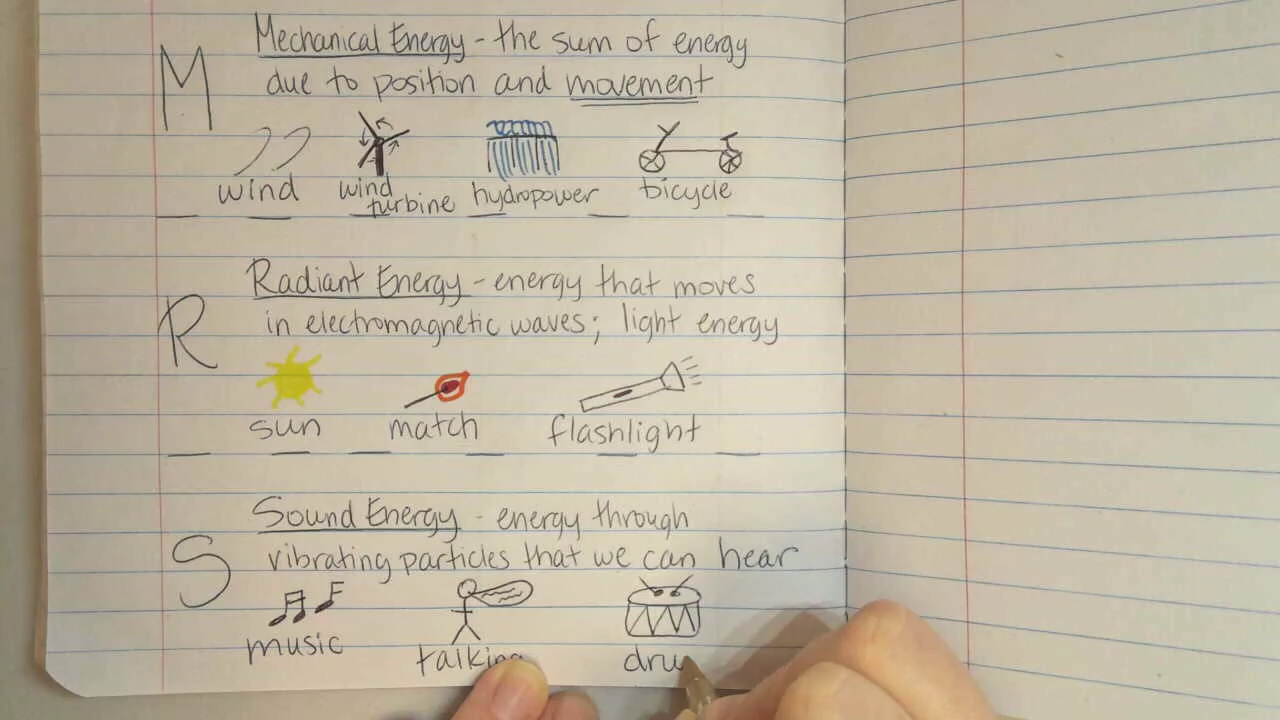 M
Mechanical Energy - the sum of energy
due to position and movement
wind wind turbine hydropower bicycle
R
Radiant Energy - energy that moves
in electromagnetic waves; light energy
sun match flashlight
S
Sound Energy - energy through
vibrating particles that we can hear
music talking dru